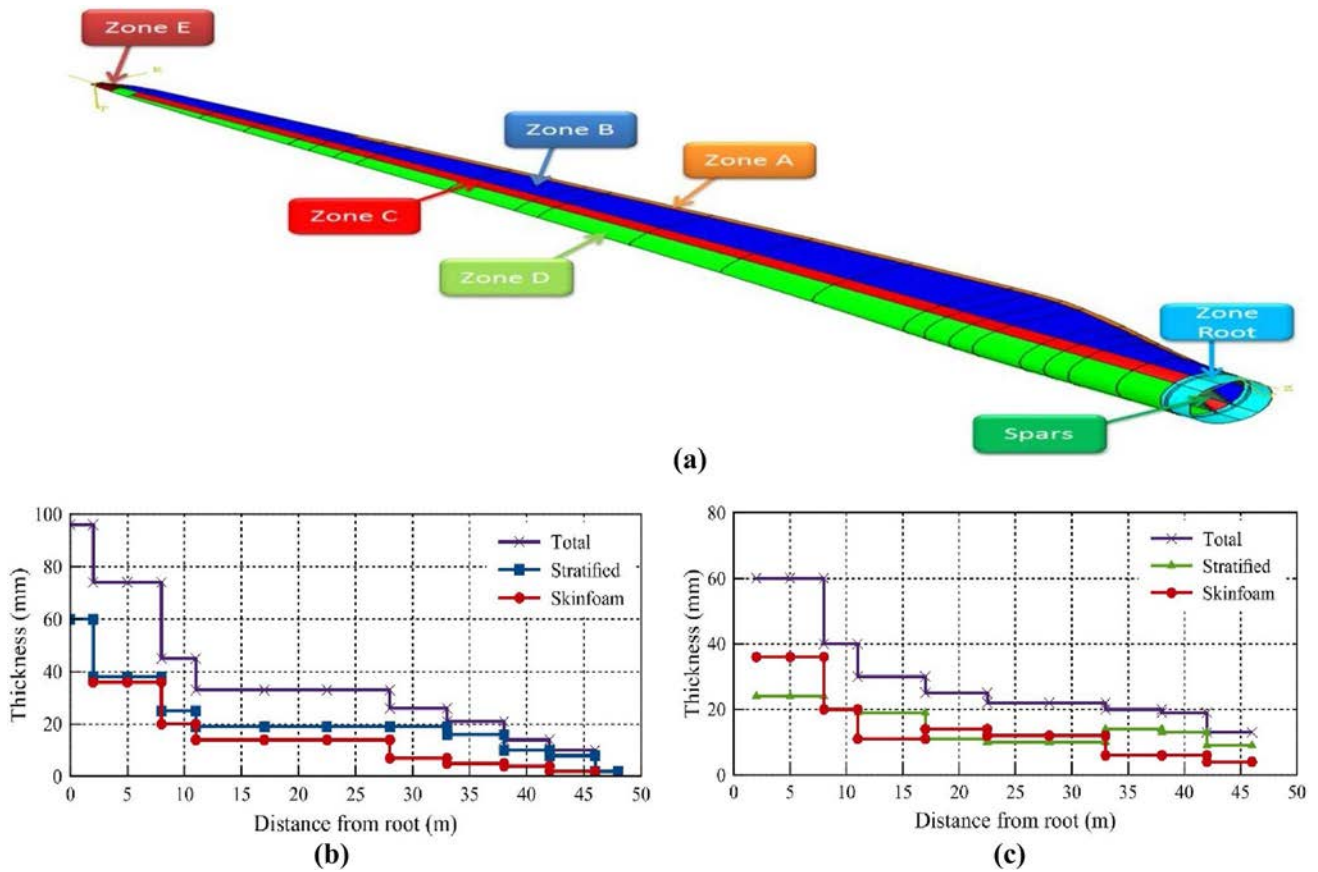 Zone E
Zone B
Zone A
Zone C
Zone D
Zone
Root
Spars
(a)
100
80
60
40
20
0
Thickness (mm)
Total
Stratified
Skinfoam
0 5 10 15 20 25 30 35 40 45 50
Distance from root (m)
(b)
80
60
40
20
0
Thickness (mm)
Total
Stratified
Skinfoam
0 5 10 15 20 25 30 35 40 45 50
Distance from root (m)
(c)